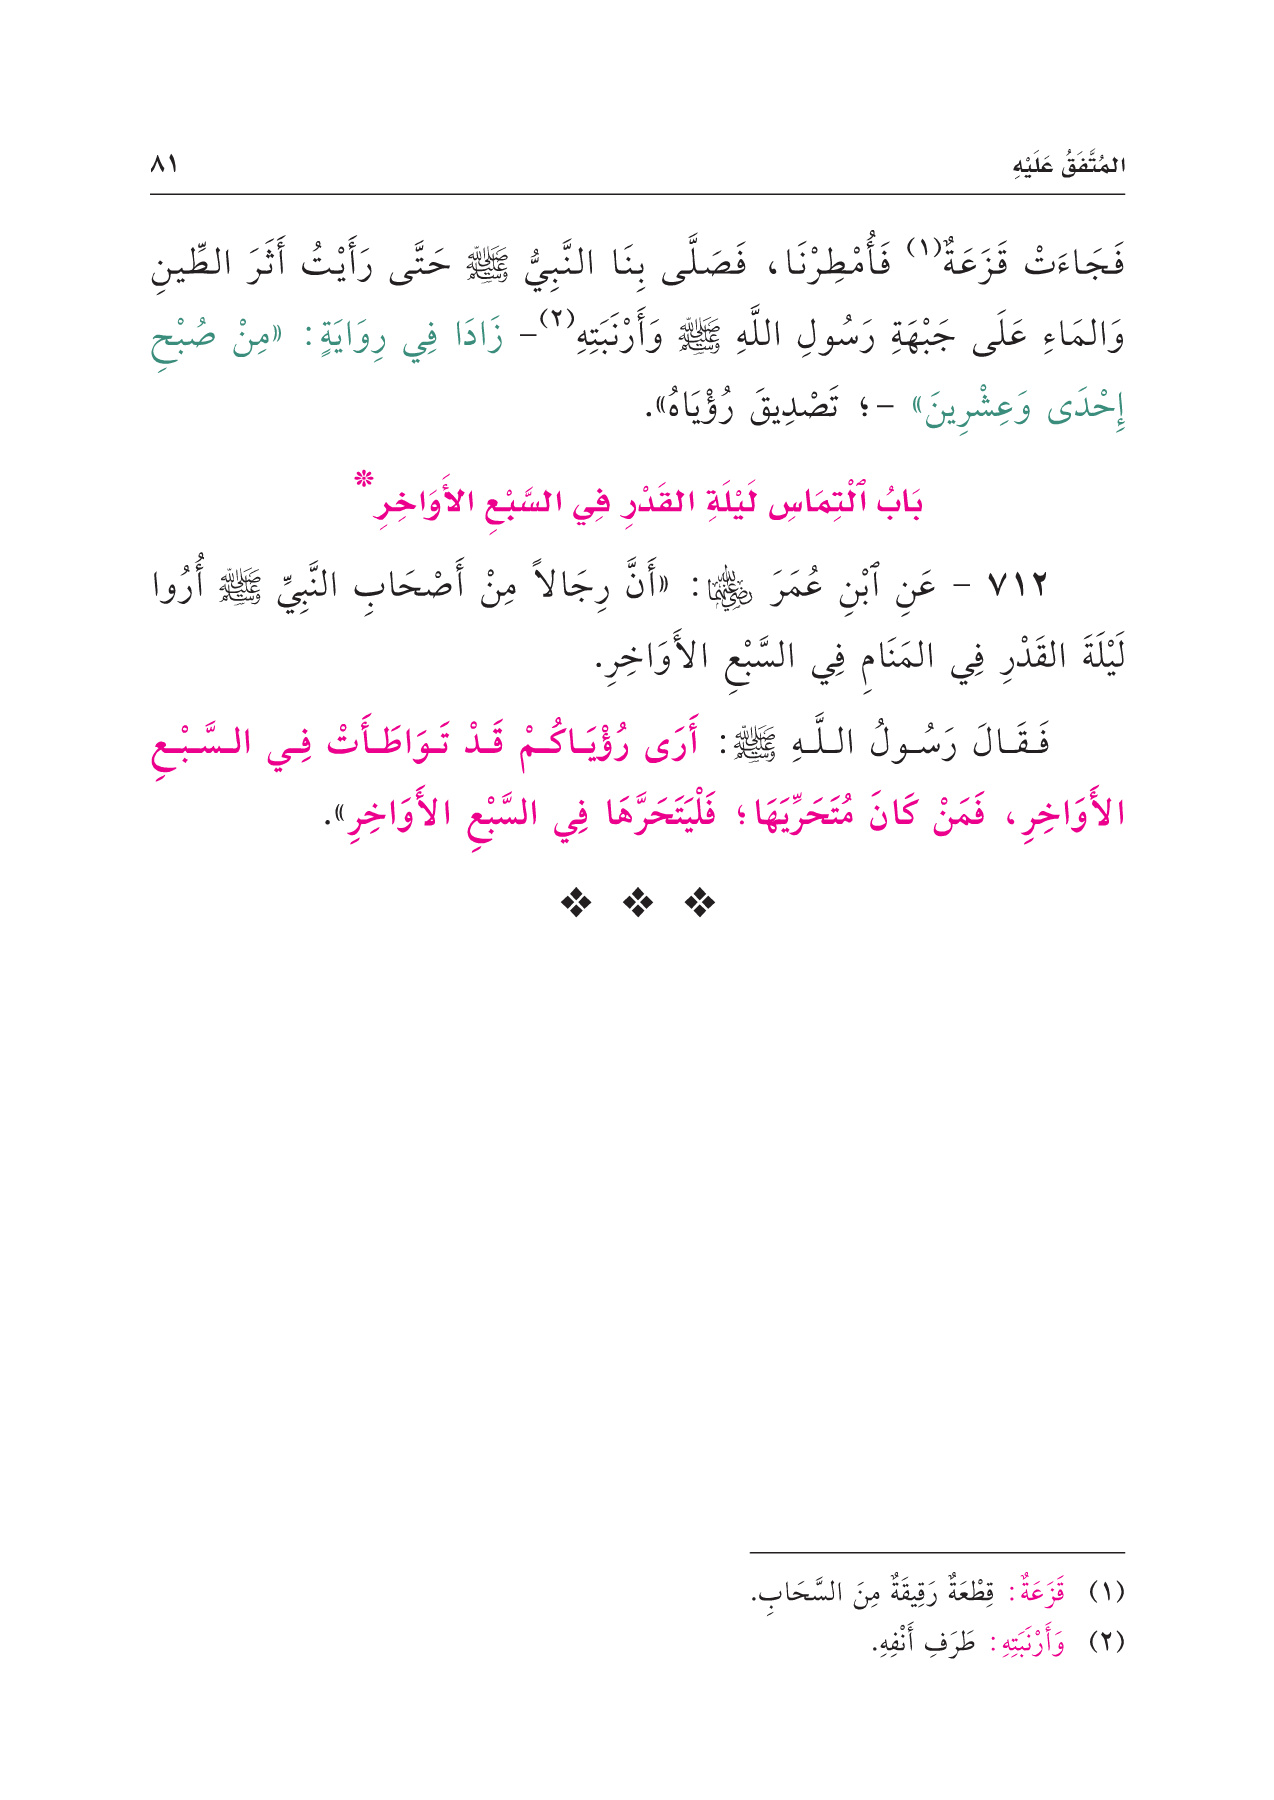 المُتَّفَقُ عَلَيْهِ ٨١
فَجَاءَتْ قَزَعَةٌ(١) فَأُمْطِرْنَا، فَصَلَّى بِنَا النَّبِيُّ ﷺ حَتَّى رَأَيْتُ أَثَرَ الطِّينِ
وَالمَاءِ عَلَى جَبْهَةِ رَسُولِ اللَّهِ ﷺ وَأَرْنَبَتِهِ(٢)- زَادَا فِي رِوَايَةٍ: «مِنْ صُبْحِ
إِحْدَى وَعِشْرِينَ» -؛ تَصْدِيقَ رُؤْيَاهُ».
بَابُ ٱلْتِمَاسِ لَيْلَةِ القَدْرِ فِي السَّبْعِ الأَوَاخِرِ*
٧١٢ - عَنِ ٱبْنِ عُمَرَ رضي الله عنهما: «أَنَّ رِجَالاً مِنْ أَصْحَابِ النَّبِيِّ ﷺ أُرُوا
لَيْلَةَ القَدْرِ فِي المَنَامِ فِي السَّبْعِ الأَوَاخِرِ.
فَقَالَ رَسُولُ اللَّهِ ﷺ: أَرَى رُؤْيَاكُمْ قَدْ تَوَاطَأَتْ فِي السَّبْعِ
الأَوَاخِرِ، فَمَنْ كَانَ مُتَحَرِّيَهَا؛ فَلْيَتَحَرَّهَا فِي السَّبْعِ الأَوَاخِرِ».
(١) قَزَعَةٌ: قِطْعَةٌ رَقِيقَةٌ مِنَ السَّحَابِ.
(٢) وَأَرْنَبَتِهِ: طَرَفِ أَنْفِهِ.